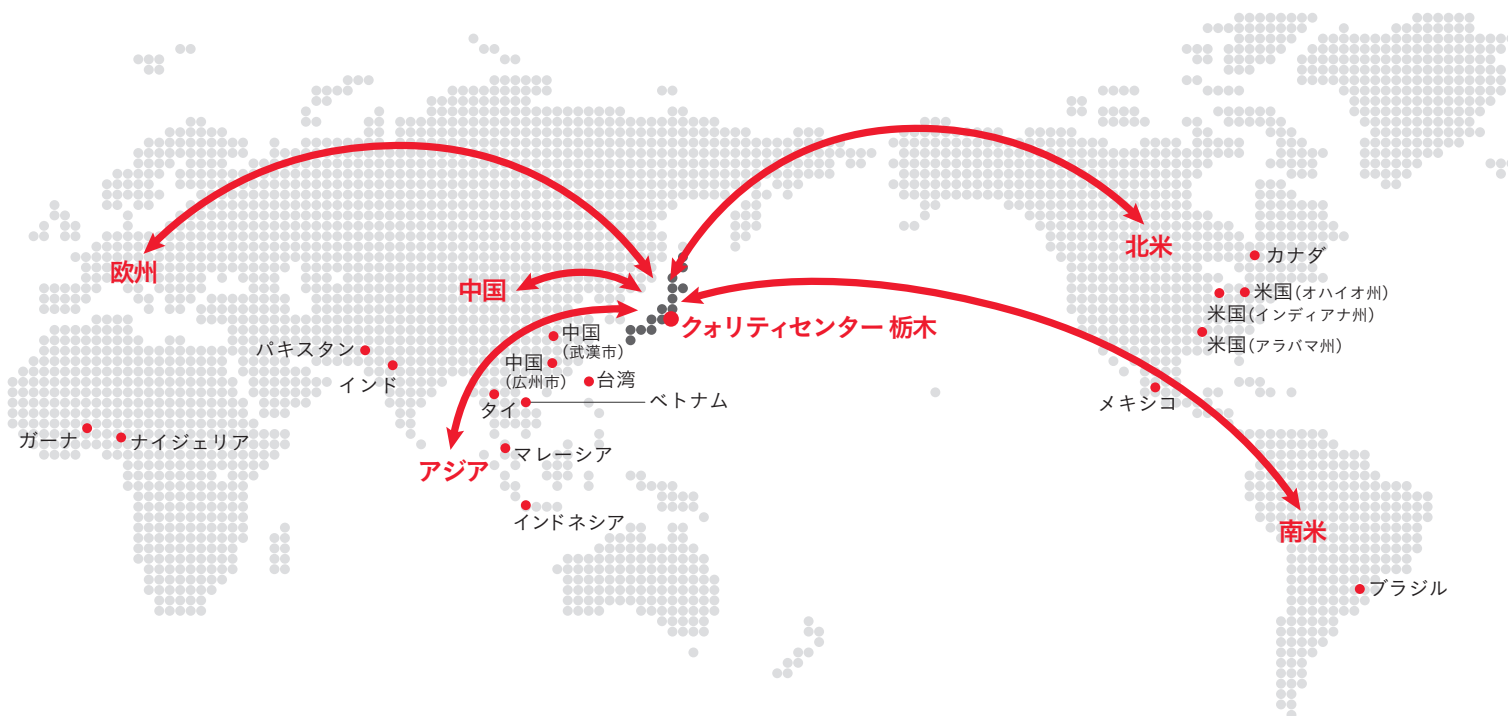 欧州
中国
北米
カナダ
米国(オハイオ州)
米国(インディアナ州)
米国(アラバマ州)
クォリティセンター 栃木
中国
(武漢市)
中国
(広州市)
台湾
パキスタン
インド
タイ
ベトナム
メキシコ
ガーナ
ナイジェリア
アジア
マレーシア
インドネシア
南米
ブラジル